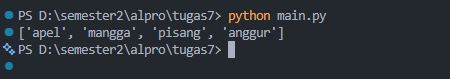 PS D:\semester2\alpro\tugas7> python main.py
['apel', 'mangga', 'pisang', 'anggur']
PS D:\semester2\alpro\tugas7>